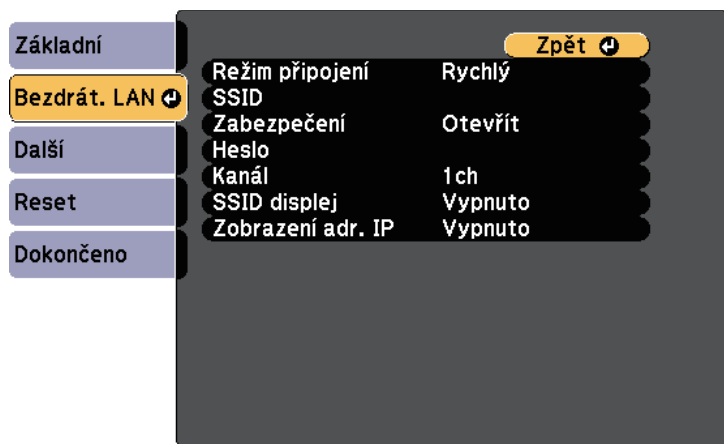 Základní
Bezdrát. LAN
Další
Reset
Dokončeno
Zpět
Režim připojení Rychlý
SSID
Zabezpečení Otevřít
Heslo
Kanál 1ch
SSID displej Vypnuto
Zobrazení adr. IP Vypnuto